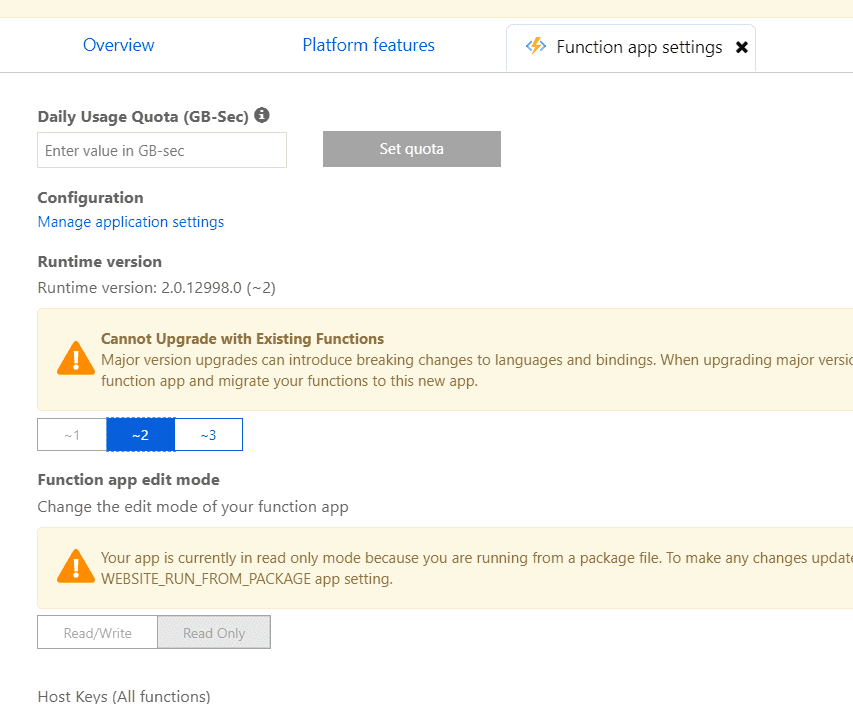 Overview
Platform features
Function app settings
Daily Usage Quota (GB-Sec)
Enter value in GB-sec
Set quota
Configuration
Manage application settings
Runtime version
Runtime version: 2.0.12998.0 (~2)
Cannot Upgrade with Existing Functions
Major version upgrades can introduce breaking changes to languages and bindings. When upgrading major versio
function app and migrate your functions to this new app.
~1
~2
~3
Function app edit mode
Change the edit mode of your function app
Your app is currently in read only mode because you are running from a package file. To make any changes update
WEBSITE_RUN_FROM_PACKAGE app setting.
Read/Write
Read Only
Host Keys (All functions)